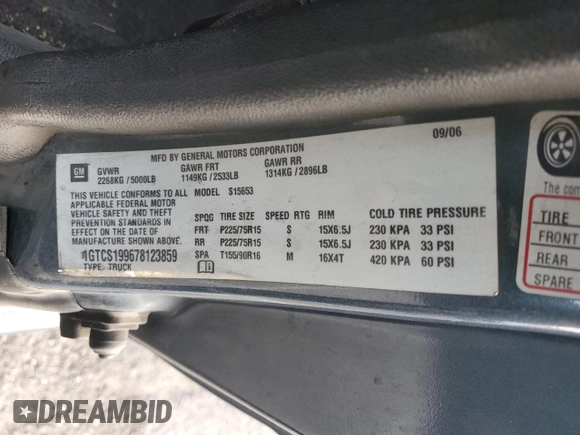 09/06
MFD BY GENERAL MOTORS CORPORATION
GM
GVWR GAWR FRT GAWR RR
2268KG / 5000LB 1149KG / 2533LB 1314KG / 2896LB
THIS VEHICLE CONFORMS TO ALL MODEL S15653
APPLICABLE FEDERAL MOTOR
VEHICLE SAFETY AND THEFT
PREVENTION STANDARDS IN
EFFECT ON THE DATE OF
MANUFACTURE SHOWN ABOVE.
1GTCS199678123859
TYPE: TRUCK
SPQG TIRE SIZE SPEED RTG RIM COLD TIRE PRESSURE
FRT P225/75R15 S 15X6.5J 230 KPA 33 PSI
RR P225/75R15 S 15X6.5J 230 KPA 33 PSI
SPA T155/90R16 M 16X4T 420 KPA 60 PSI
The com
TIRE
FRONT
REAR
SPARE
DREAMBID